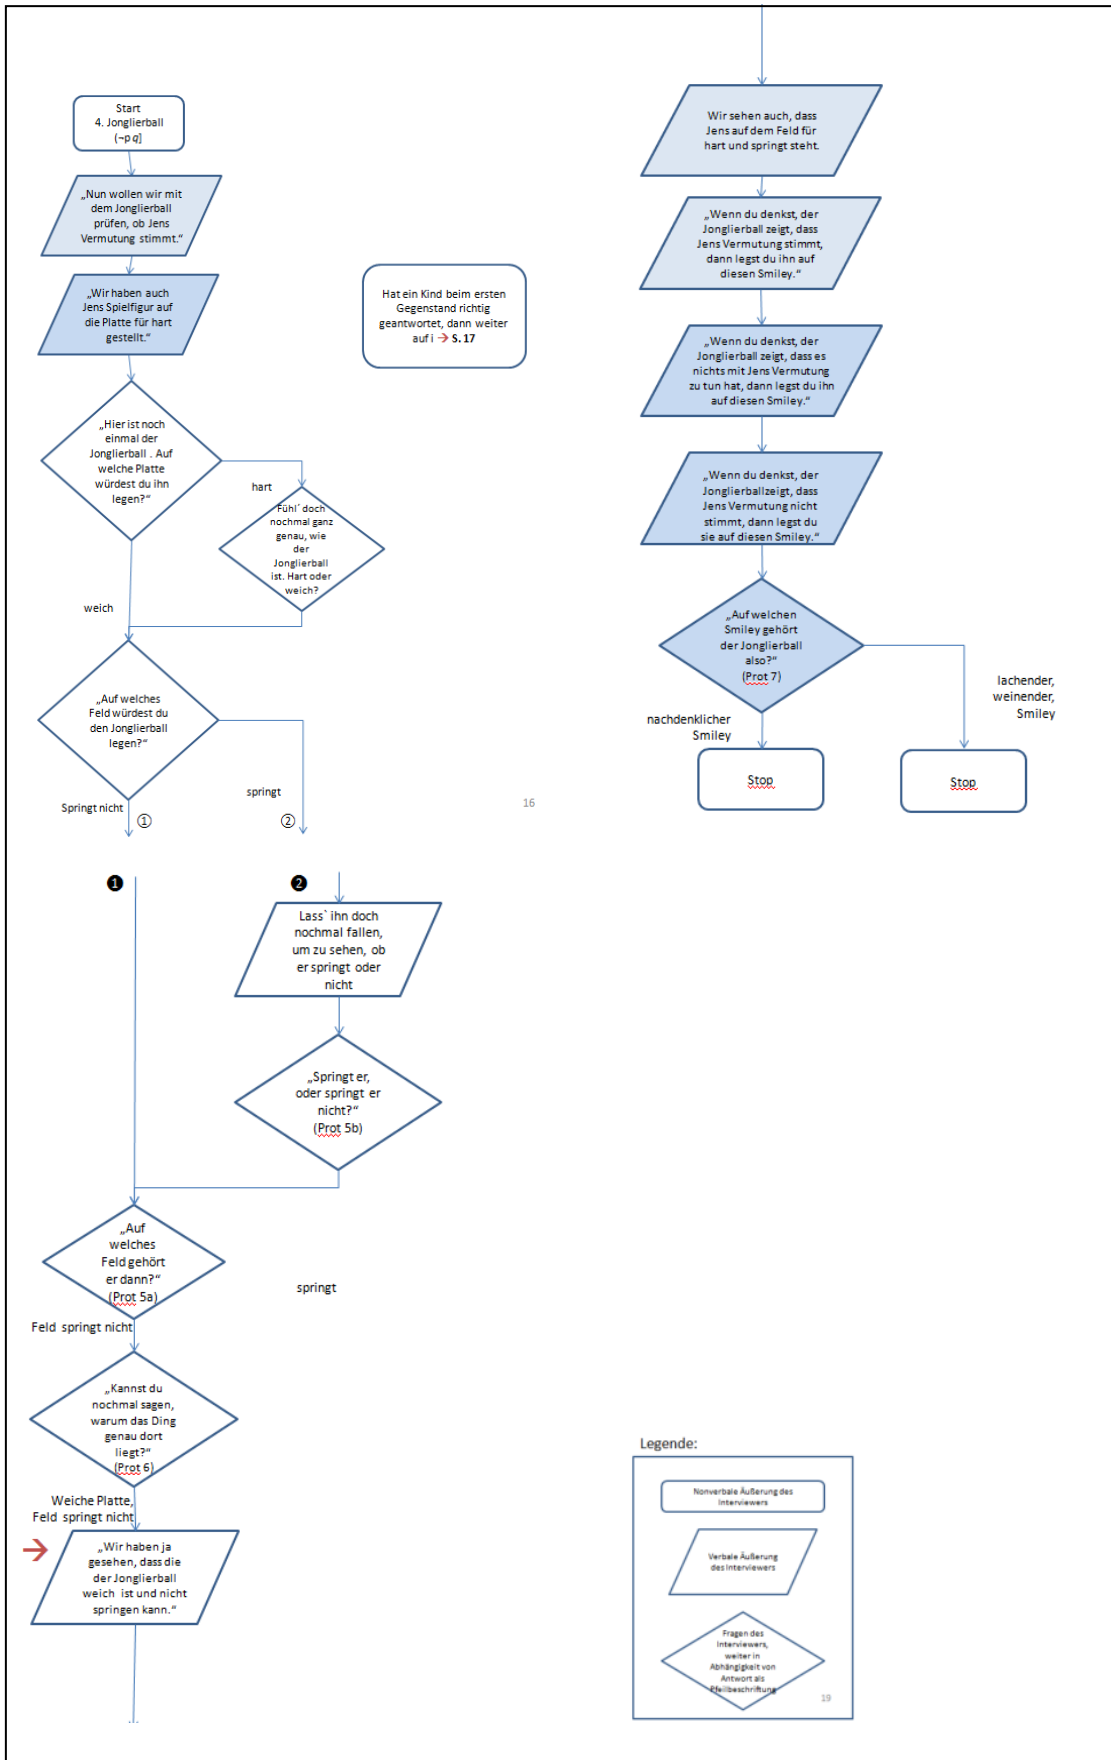 Start
4. Jonglierball
(¬p q]
„Nun wollen wir mit
dem Jonglierball
prüfen, ob Jens
Vermutung stimmt.“
„Wir haben auch
Jens Spielfigur auf
die Platte für hart
gestellt.“
Hat ein Kind beim ersten
Gegenstand richtig
geantwortet, dann weiter
auf i → S. 17
„Hier ist noch
einmal der
Jonglierball . Auf
welche Platte
würdest du ihn
legen?“
hart
Fühl´ doch
nochmal ganz
genau, wie
der
Jonglierball
ist. Hart oder
weich?
weich
„Auf welches
Feld würdest du
den Jonglierball
legen?“
springt
Springt nicht
①
②
16
❶
❷
Lass` ihn doch
nochmal fallen,
um zu sehen, ob
er springt oder
nicht
„Springt er,
oder springt er
nicht?“
(Prot 5b)
„Auf
welches
Feld gehört
er dann?“
(Prot 5a)
springt
Feld springt nicht
„Kannst du
nochmal sagen,
warum das Ding
genau dort
liegt?“
(Prot 6)
Weiche Platte,
Feld springt nicht
→
„Wir haben ja
gesehen, dass die
der Jonglierball
weich ist und nicht
springen kann.“
Wir sehen auch, dass
Jens auf dem Feld für
hart und springt steht.
„Wenn du denkst, der
Jonglierball zeigt, dass
Jens Vermutung stimmt,
dann legst du ihn auf
diesen Smiley.“
„Wenn du denkst, der
Jonglierball zeigt, dass es
nichts mit Jens Vermutung
zu tun hat, dann legst du ihn
auf diesen Smiley.“
„Wenn du denkst, der
Jonglierballzeigt, dass
Jens Vermutung nicht
stimmt, dann legst du
sie auf diesen Smiley.“
„Auf welchen
Smiley gehört
der Jonglierball
also?“
(Prot 7)
lachender,
weinender,
Smiley
nachdenklicher
Smiley
Stop
Stop
Legende:
Nonverbale Äußerung des
Interviewers
Verbale Äußerung
des Interviewers
Fragen des
Interviewers,
weiter in
Abhängigkeit von
Antwort als
Pfeilbeschriftung
19